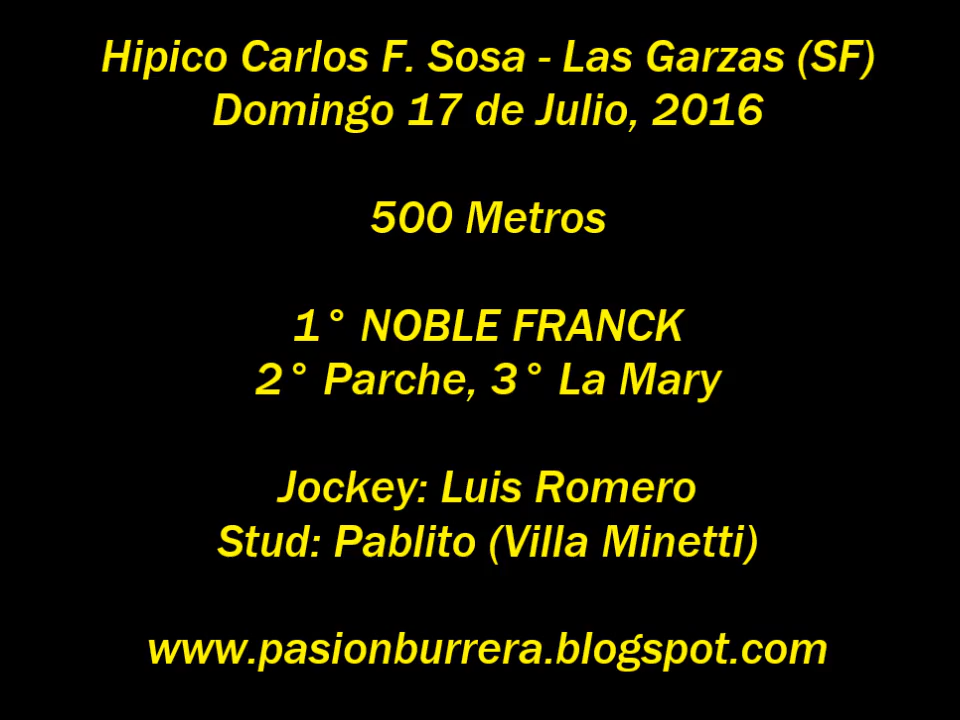 Hipico Carlos F. Sosa - Las Garzas (SF)
Domingo 17 de Julio, 2016
500 Metros
1° NOBLE FRANCK
2° Parche, 3° La Mary
Jockey: Luis Romero
Stud: Pablito (Villa Minetti)
www.pasionburrera.blogspot.com